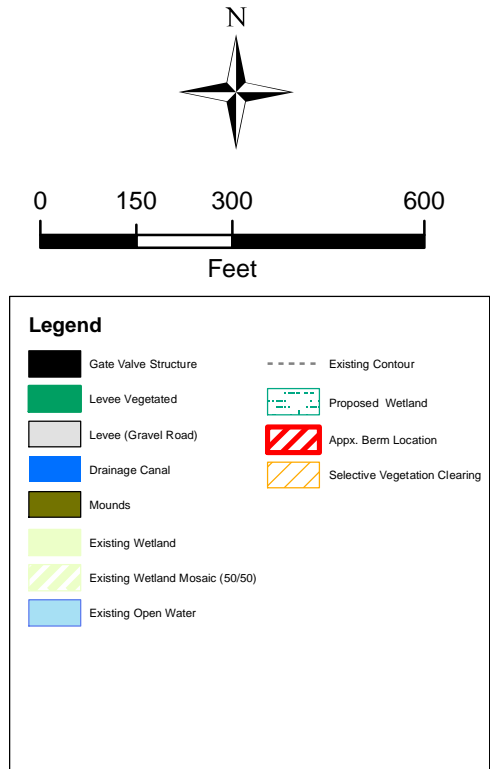 N
0 150 300 600
Feet
Legend
Gate Valve Structure
Levee Vegetated
Levee (Gravel Road)
Drainage Canal
Mounds
Existing Wetland
Existing Wetland Mosaic (50/50)
Existing Open Water
Existing Contour
Proposed Wetland
Appx. Berm Location
Selective Vegetation Clearing